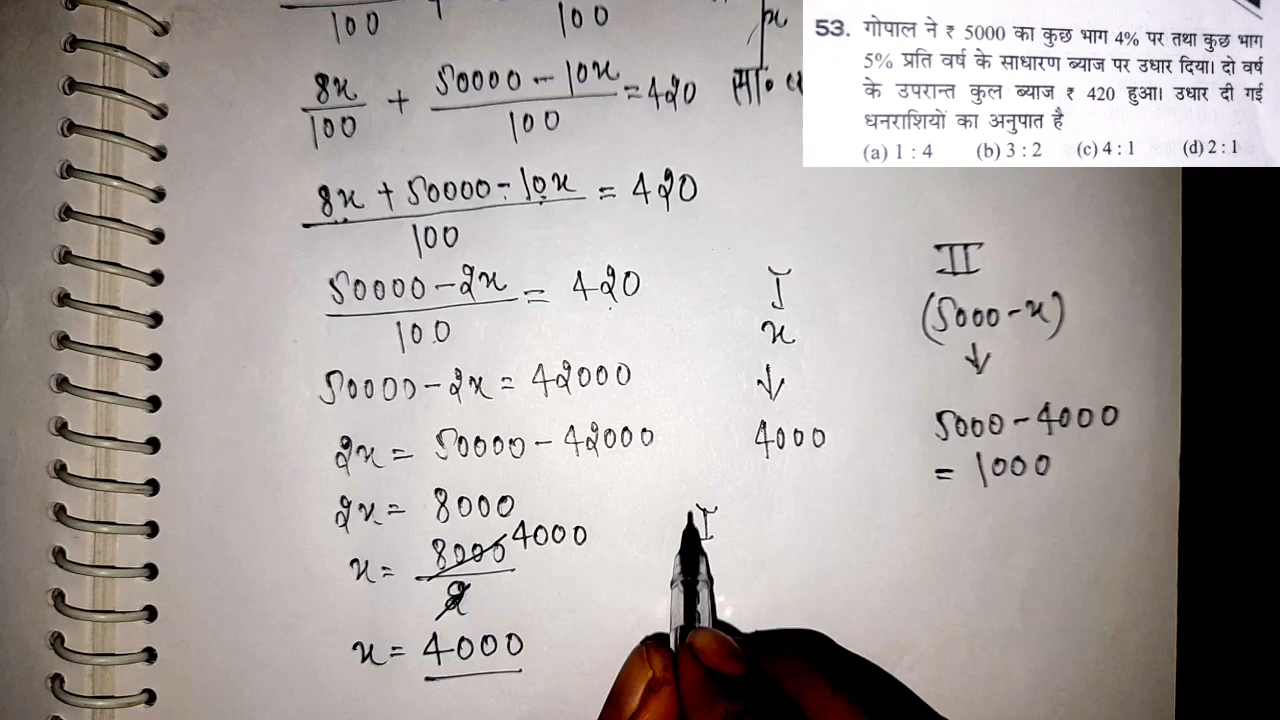 100 100
8x/100 + 50000 - 10x/100 = 420
8x + 50000 - 10x/100 = 420
50000 - 2x/100 = 420
50000 - 2x = 42000
2x = 50000 - 42000
2x = 8000
x = 8000/2 4000
x = 4000
I
x
↓
4000
II
(5000 - x)
↓
5000 - 4000
= 1000
I
53. गोपाल ने ₹ 5000 का कुछ भाग 4% पर तथा कुछ भाग
5% प्रति वर्ष के साधारण ब्याज पर उधार दिया। दो वर्ष
के उपरान्त कुल ब्याज ₹ 420 हुआ। उधार दी गई
धनराशियों का अनुपात है
(a) 1 : 4 (b) 3 : 2 (c) 4 : 1 (d) 2 : 1